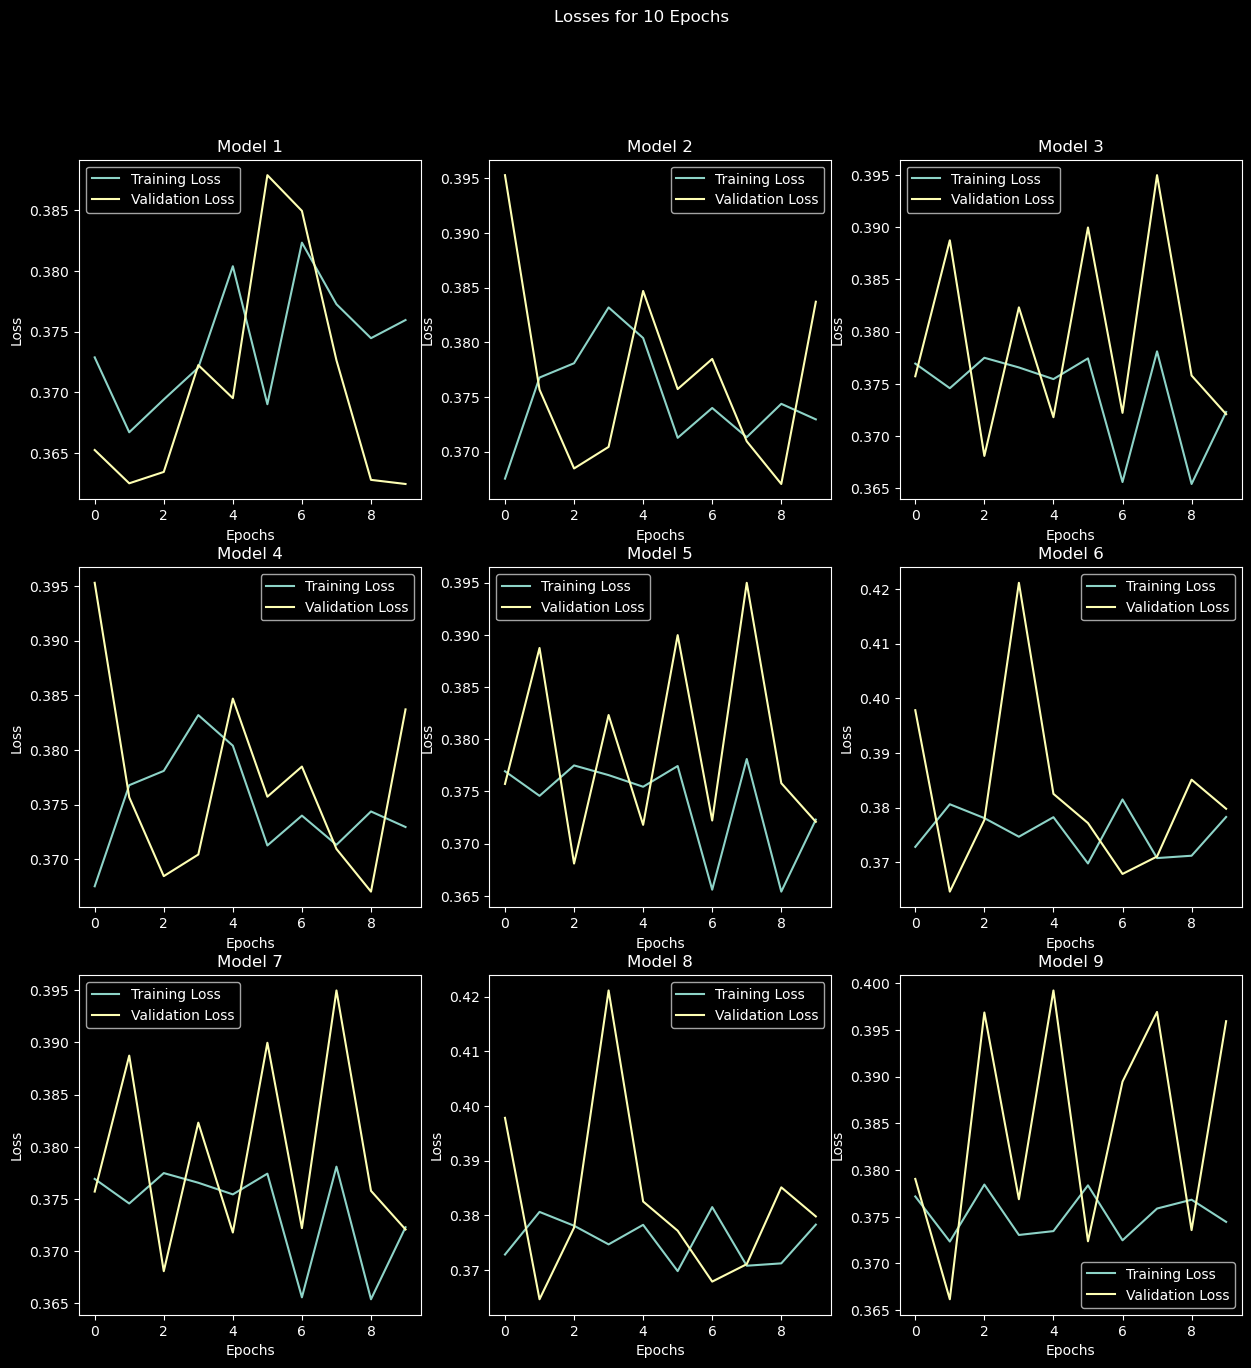 Losses for 10 Epochs
Model 1
Training Loss
Validation Loss
0.385
0.380
0.375
0.370
0.365
Loss
0 2 4 6 8
Epochs
Model 2
Training Loss
Validation Loss
0.395
0.390
0.385
0.380
0.375
0.370
Loss
0 2 4 6 8
Epochs
Model 3
Training Loss
Validation Loss
0.395
0.390
0.385
0.380
0.375
0.370
0.365
Loss
0 2 4 6 8
Epochs
Model 4
Training Loss
Validation Loss
0.395
0.390
0.385
0.380
0.375
0.370
Loss
0 2 4 6 8
Epochs
Model 5
Training Loss
Validation Loss
0.395
0.390
0.385
0.380
0.375
0.370
0.365
Loss
0 2 4 6 8
Epochs
Model 6
Training Loss
Validation Loss
0.42
0.41
0.40
0.39
0.38
0.37
Loss
0 2 4 6 8
Epochs
Model 7
Training Loss
Validation Loss
0.395
0.390
0.385
0.380
0.375
0.370
0.365
Loss
0 2 4 6 8
Epochs
Model 8
Training Loss
Validation Loss
0.42
0.41
0.40
0.39
0.38
0.37
Loss
0 2 4 6 8
Epochs
Model 9
0.400
0.395
0.390
0.385
0.380
0.375
0.370
0.365
Loss
Training Loss
Validation Loss
0 2 4 6 8
Epochs